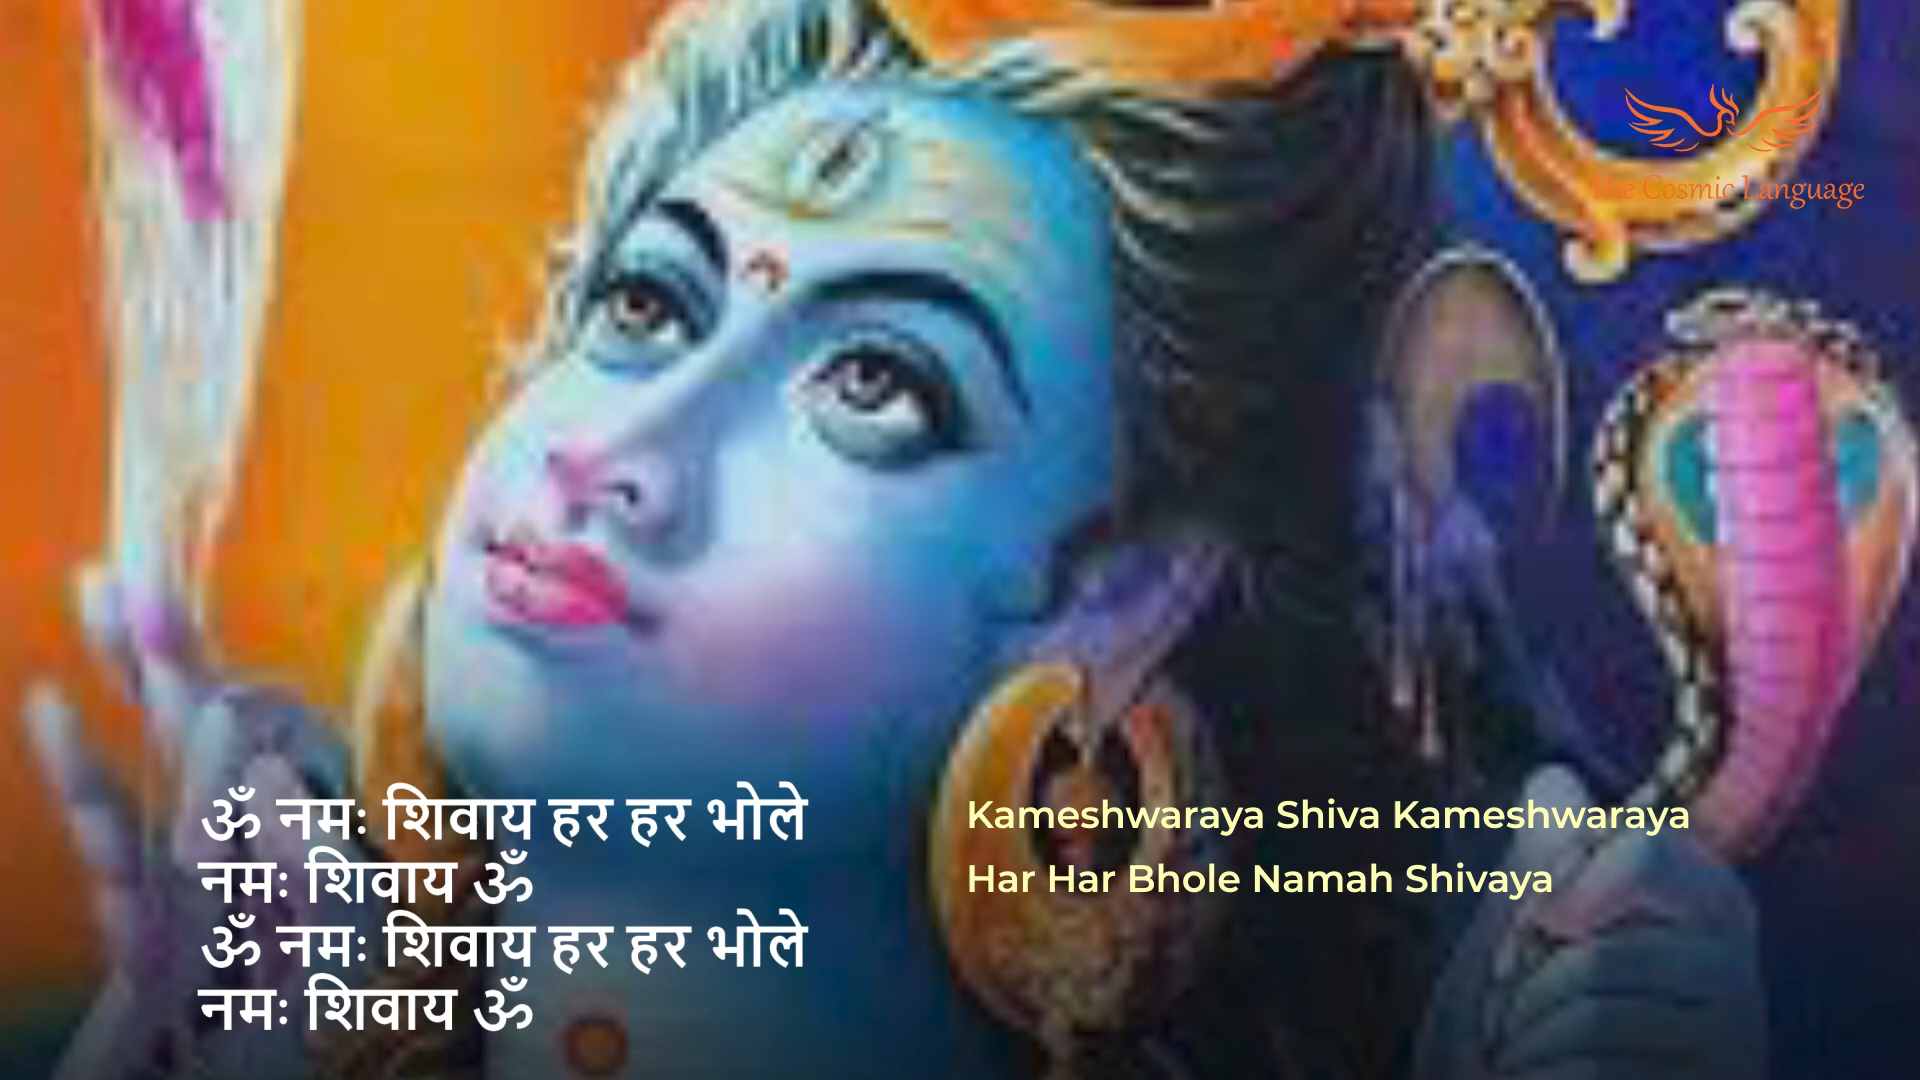 The Cosmic Language
ॐ नमः शिवाय हर हर भोले
नमः शिवाय ॐ
ॐ नमः शिवाय हर हर भोले
नमः शिवाय ॐ
Kameshwaraya Shiva Kameshwaraya
Har Har Bhole Namah Shivaya